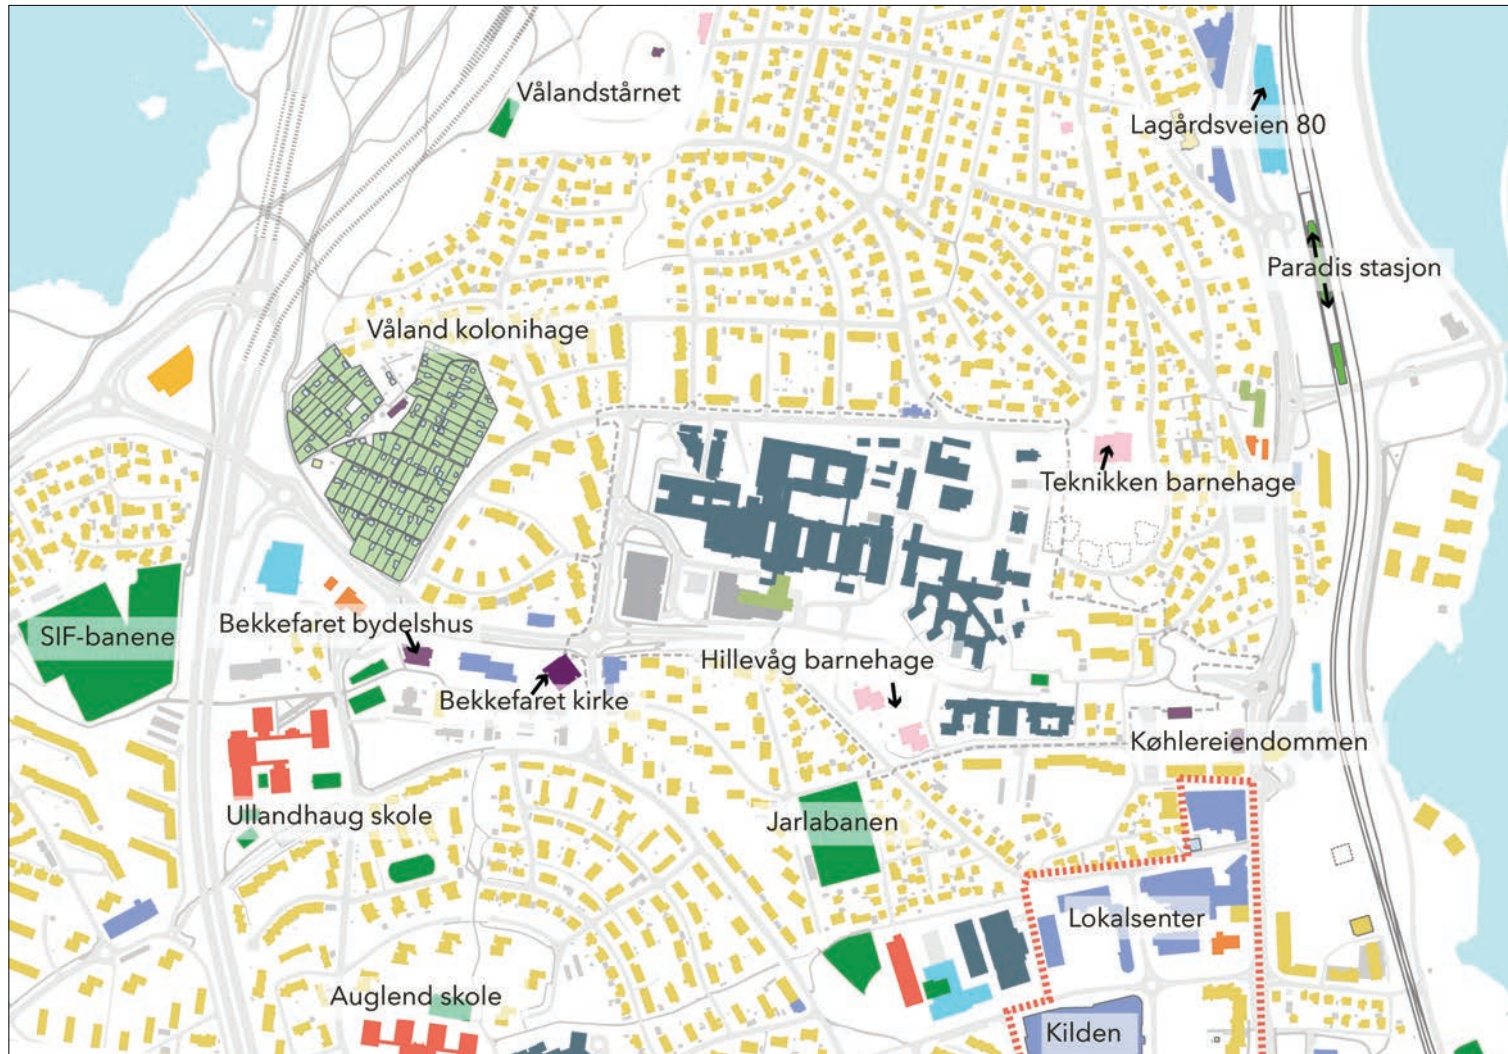 Vålandstårnet
Lagårdsveien 80
Paradis stasjon
Våland kolonihage
Teknikken barnehage
Bekkefaret bydelshus
SIF-banene
Hillevåg barnehage
Bekkefaret kirke
Køhlereiendommen
Ullandhaug skole
Jarlabanen
Lokalsenter
Auglend skole
Kilden